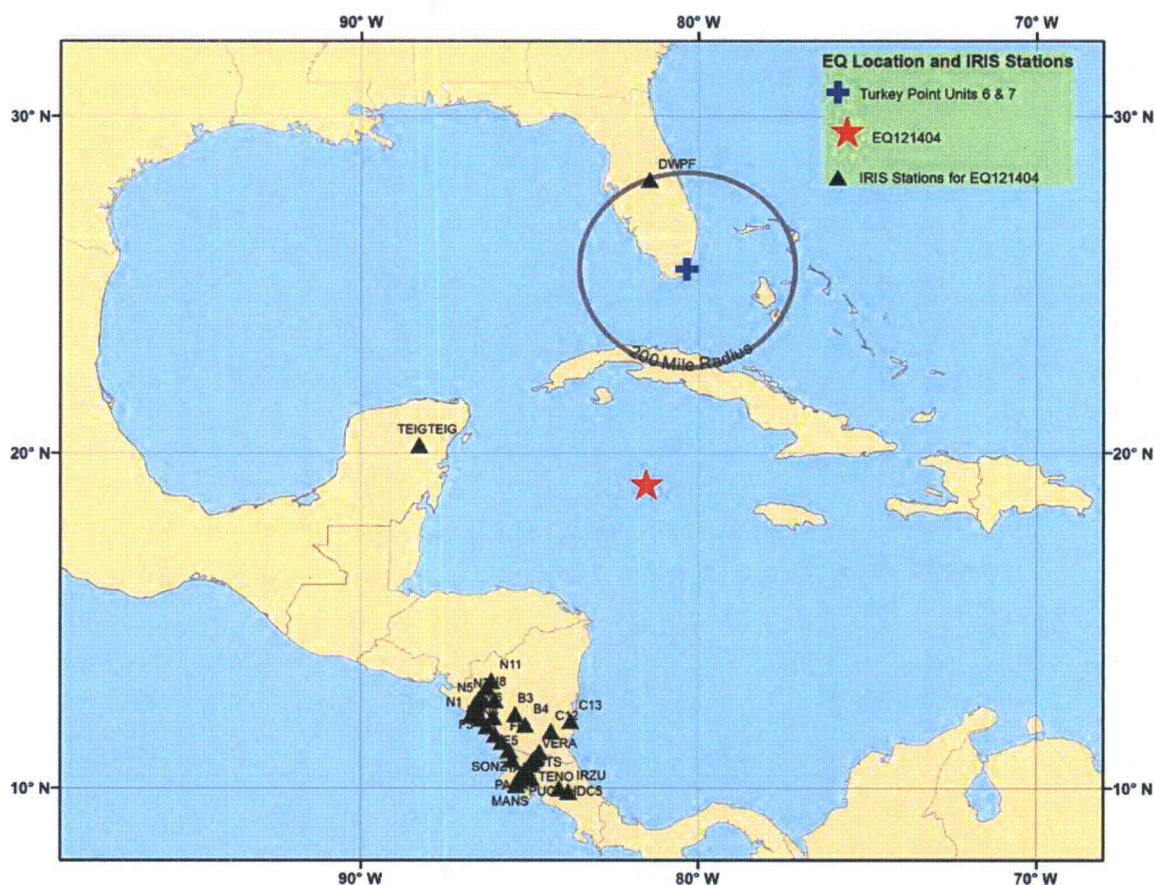 90° W 80° W 70° W
EQ Location and IRIS Stations
Turkey Point Units 6 & 7
EQ121404
IRIS Stations for EQ121404
30° N 30° N
DWPF
200 Mile Radius
TEIGTEIG
20° N 20° N
N11
N5
N1
B3
B4
C12
C13
VERA
TENO
IRZU
HDC5
MANS
10° N 10° N
90° W 80° W 70° W